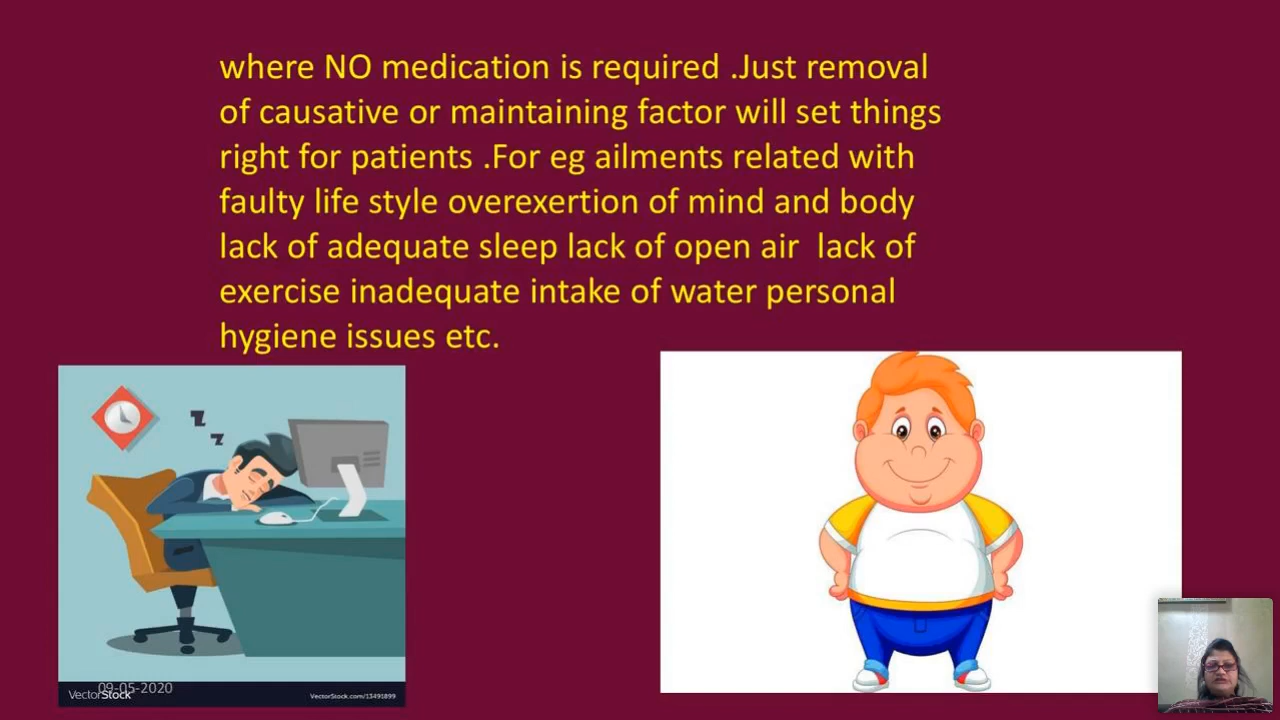 where NO medication is required .Just removal
of causative or maintaining factor will set things
right for patients .For eg ailments related with
faulty life style overexertion of mind and body
lack of adequate sleep lack of open air  lack of
exercise inadequate intake of water personal
hygiene issues etc.
z
z
09-05-2020
VectorStock
VectorStock.com/13491899